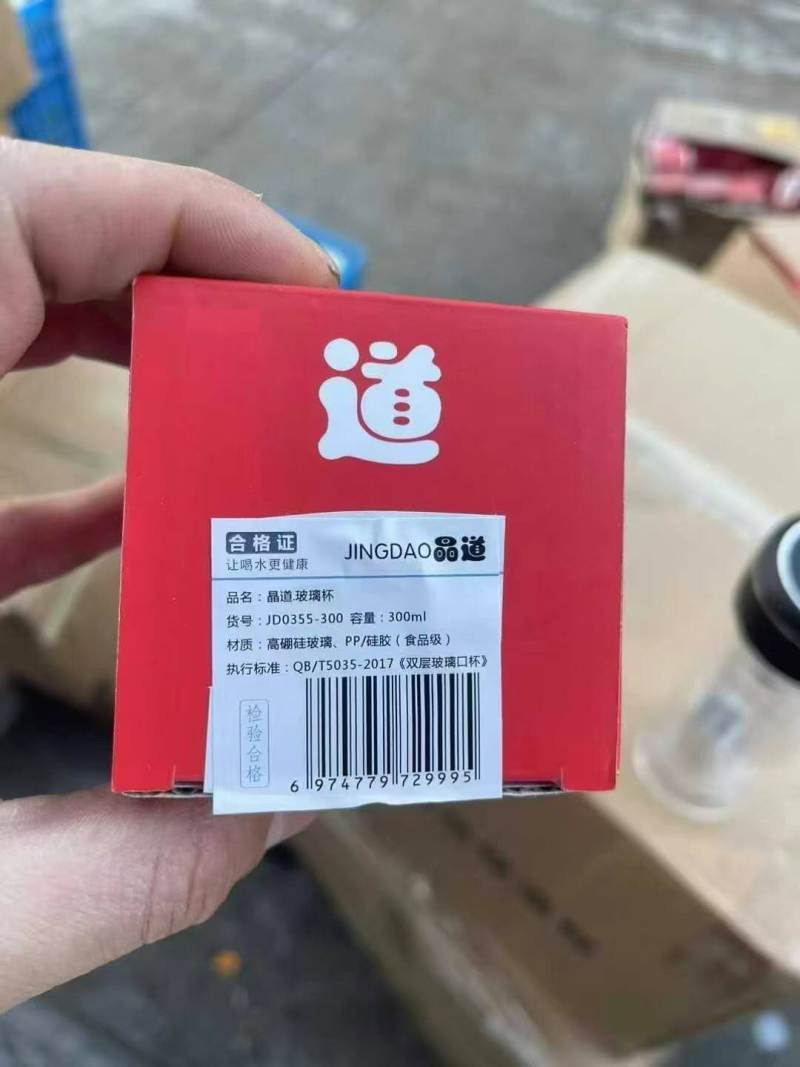 道
合格证
JINGDAO晶道
让喝水更健康
品名：晶道.玻璃杯
货号：JD0355-300 容量：300ml
材质：高硼硅玻璃、PP/硅胶（食品级）
执行标准：QB/T5035-2017《双层玻璃口杯》
检验合格
6 974779 729995